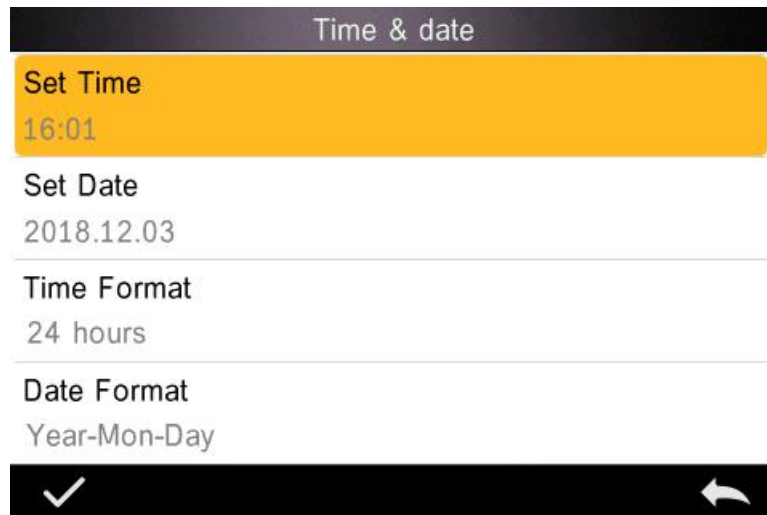 Time & date
Set Time
16:01
Set Date
2018.12.03
Time Format
24 hours
Date Format
Year-Mon-Day